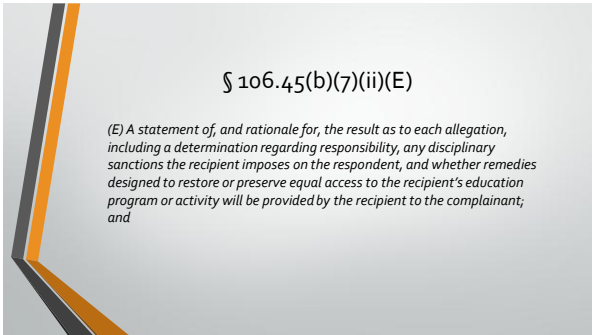 § 106.45(b)(7)(ii)(E)
(E) A statement of, and rationale for, the result as to each allegation,
including a determination regarding responsibility, any disciplinary
sanctions the recipient imposes on the respondent, and whether remedies
designed to restore or preserve equal access to the recipient’s education
program or activity will be provided by the recipient to the complainant;
and